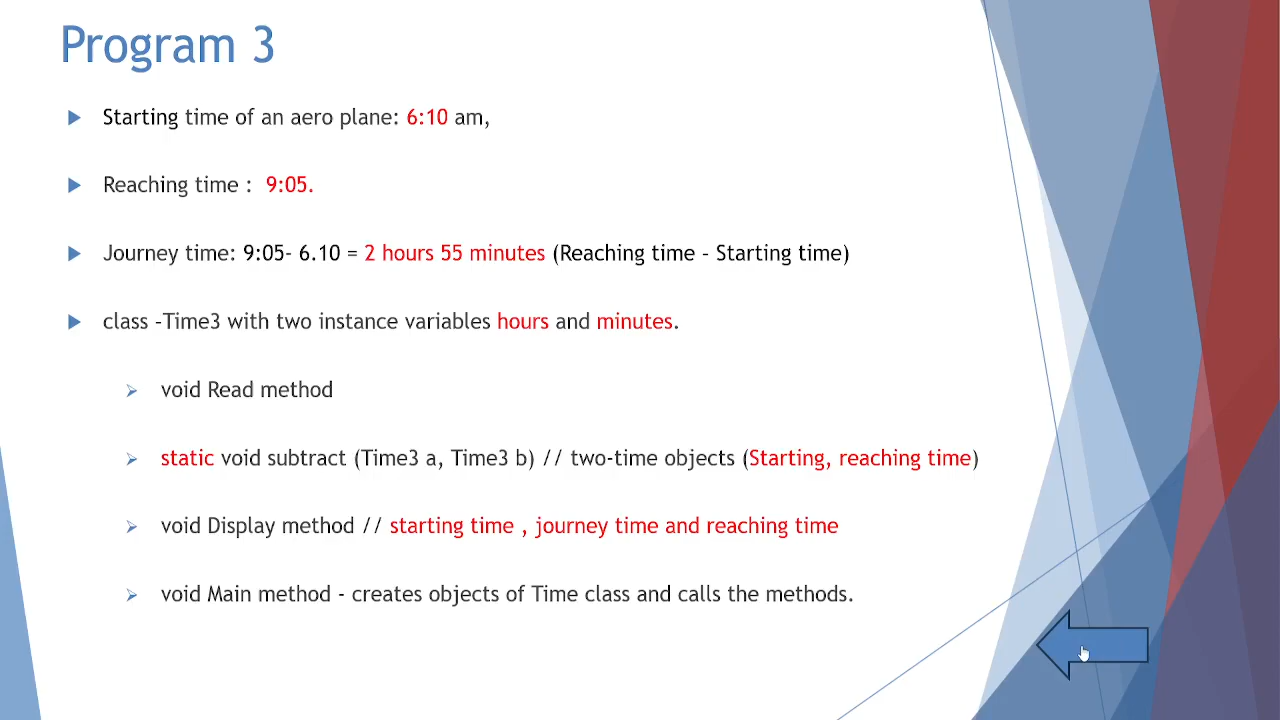 Program 3
Starting time of an aero plane: 6:10 am,
Reaching time : 9:05.
Journey time: 9:05- 6.10 = 2 hours 55 minutes (Reaching time – Starting time)
class –Time3 with two instance variables hours and minutes.
void Read method
static void subtract (Time3 a, Time3 b) // two-time objects (Starting, reaching time)
void Display method // starting time , journey time and reaching time
void Main method - creates objects of Time class and calls the methods.